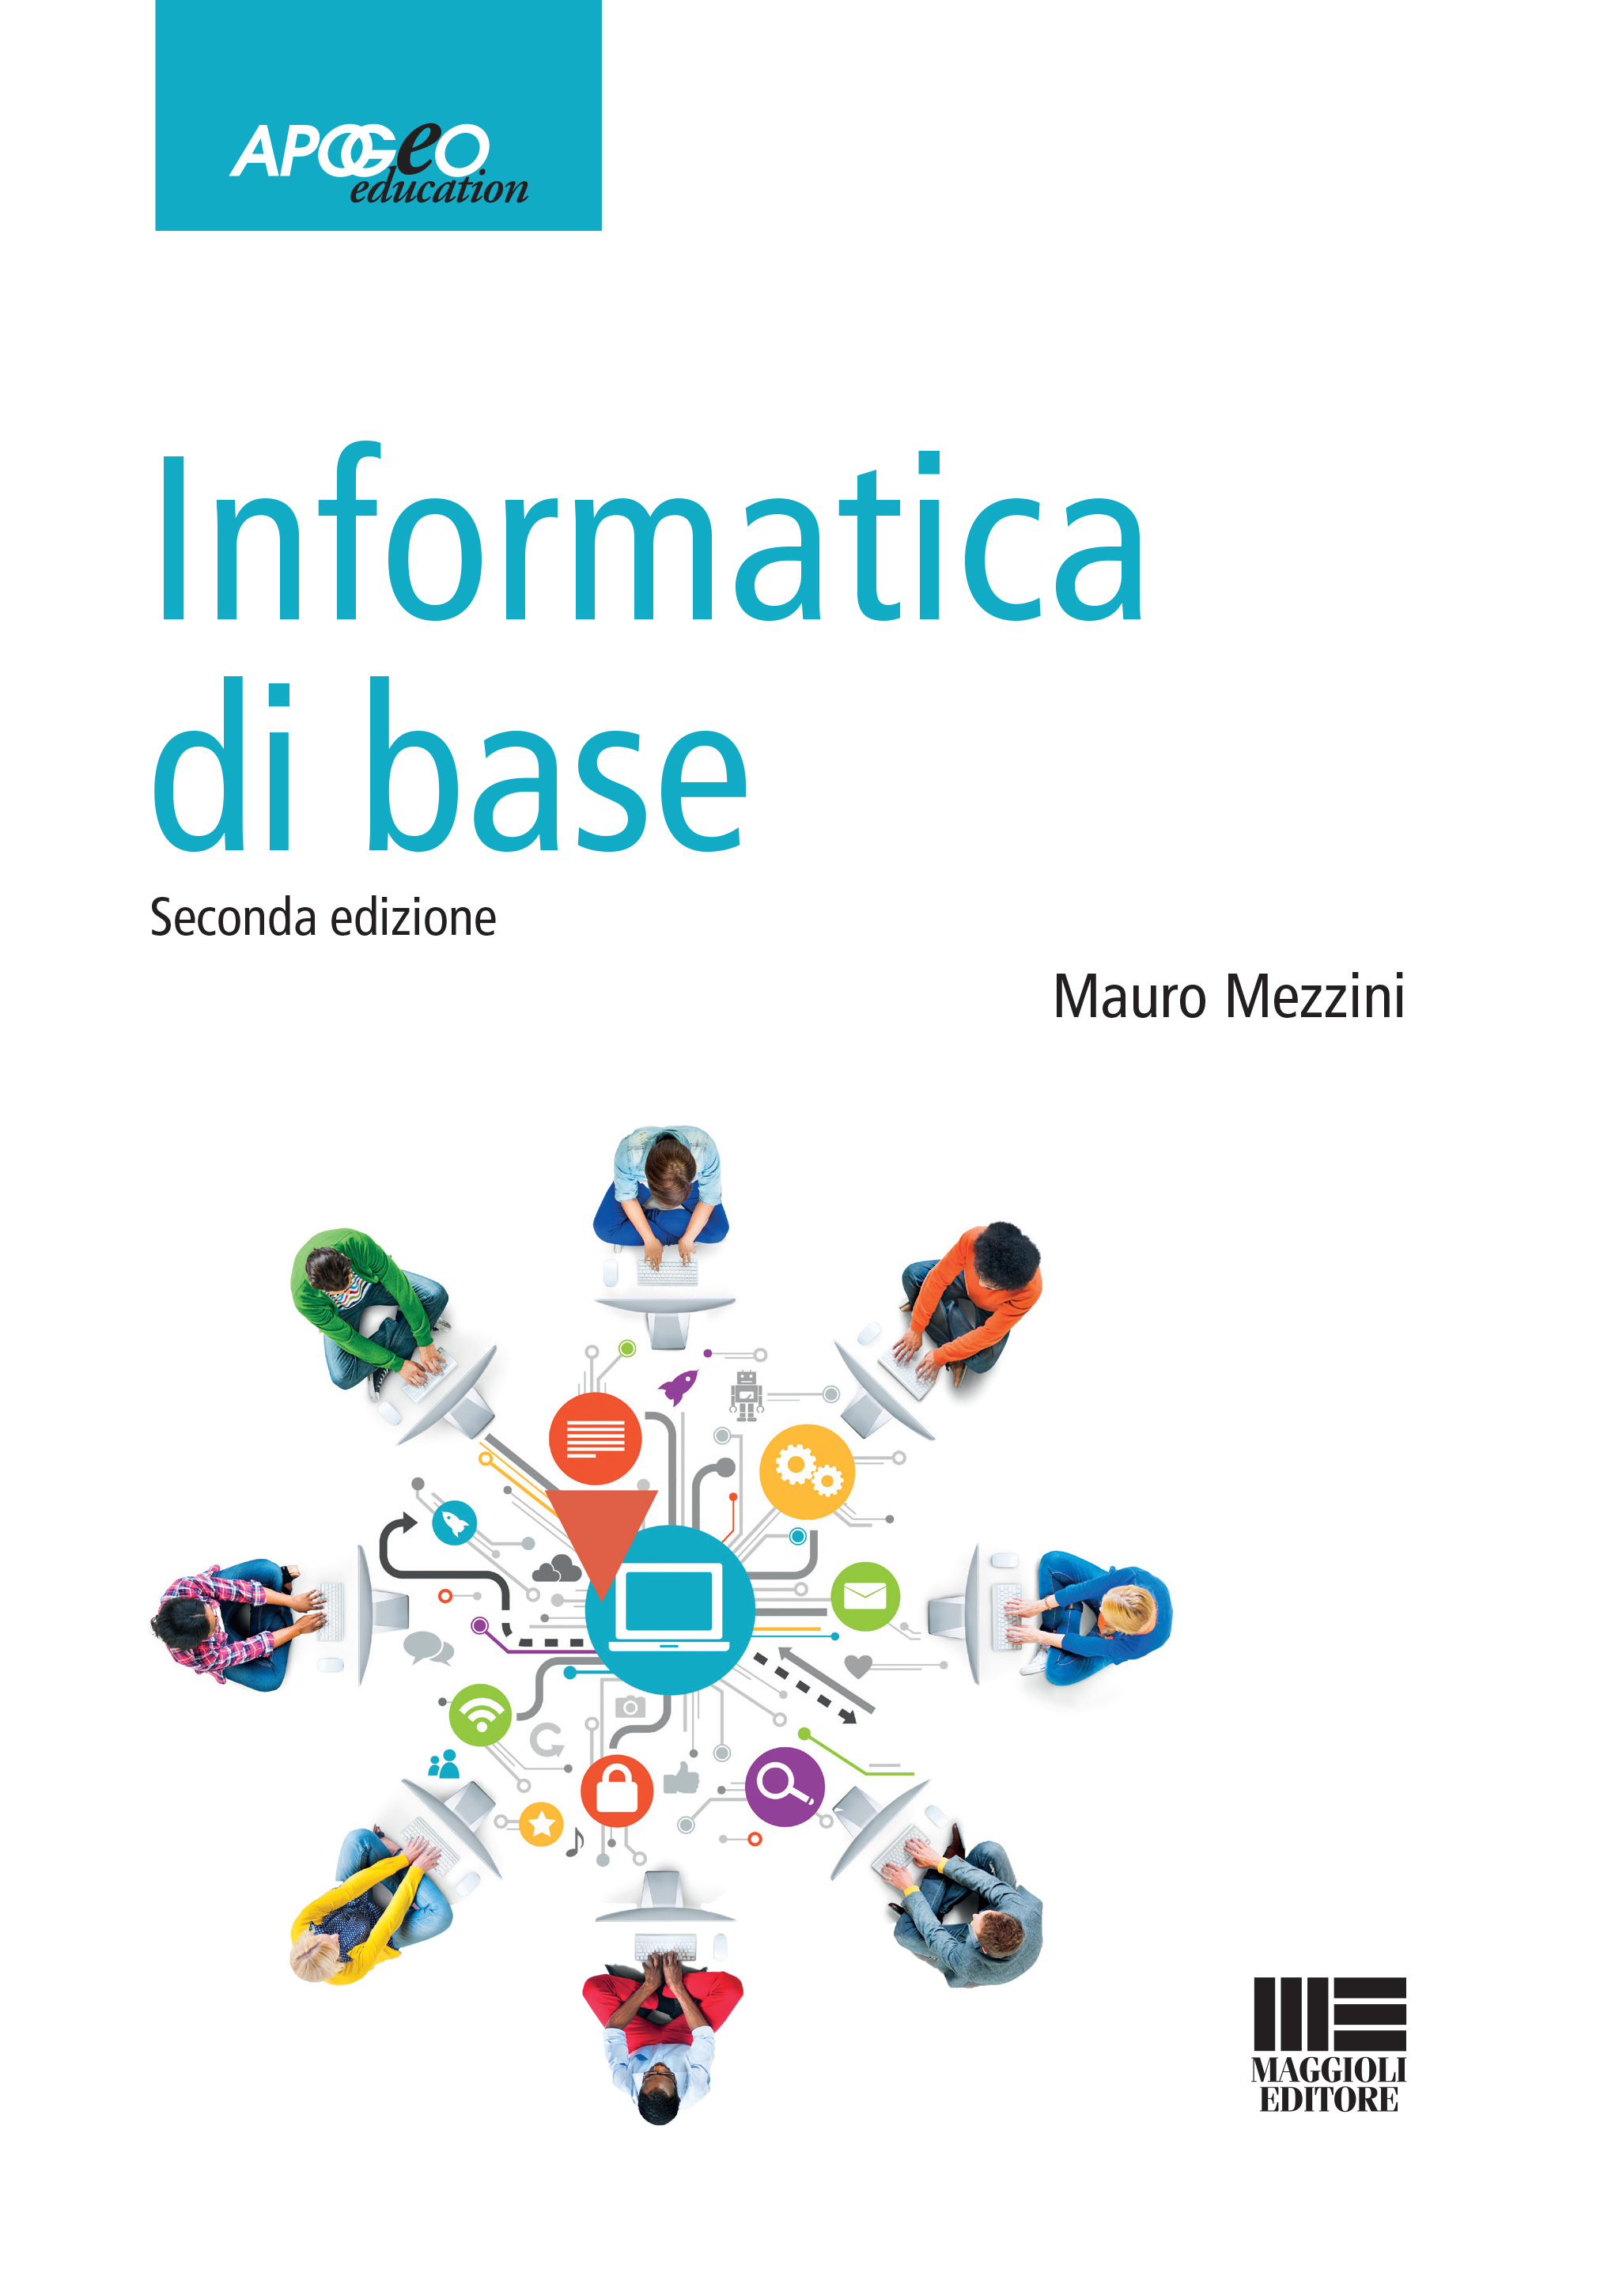 APOGeO
education
Informatica
di base
Seconda edizione
Mauro Mezzini
MAGGIOLI
EDITORE